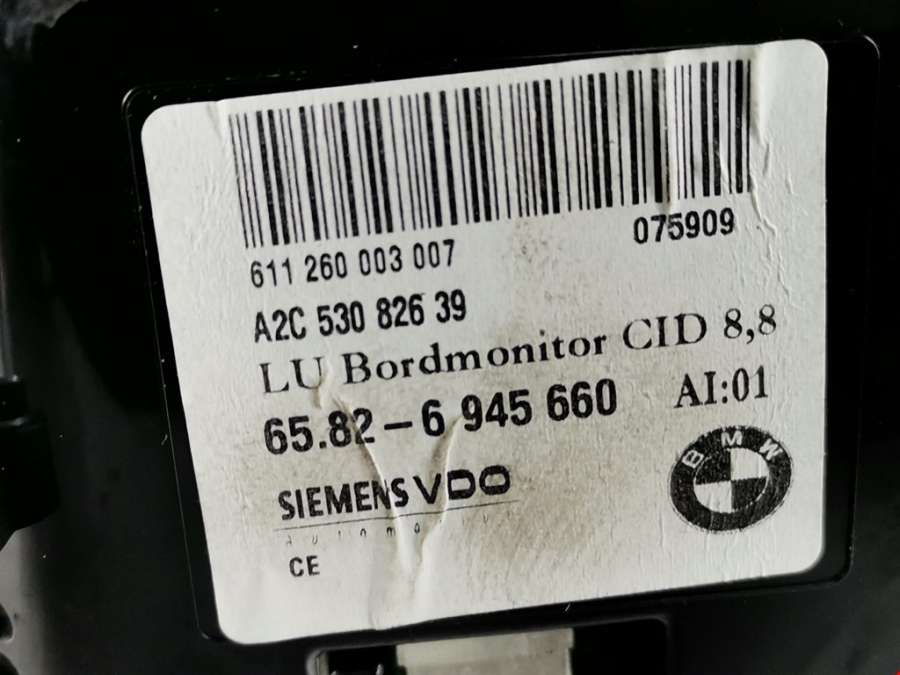 075909
611 260 003 007
A2C 530 826 39
LU Bordmonitor CID 8,8
65.82-6 945 660 AI:01
BMW
SIEMENS VDO
CE